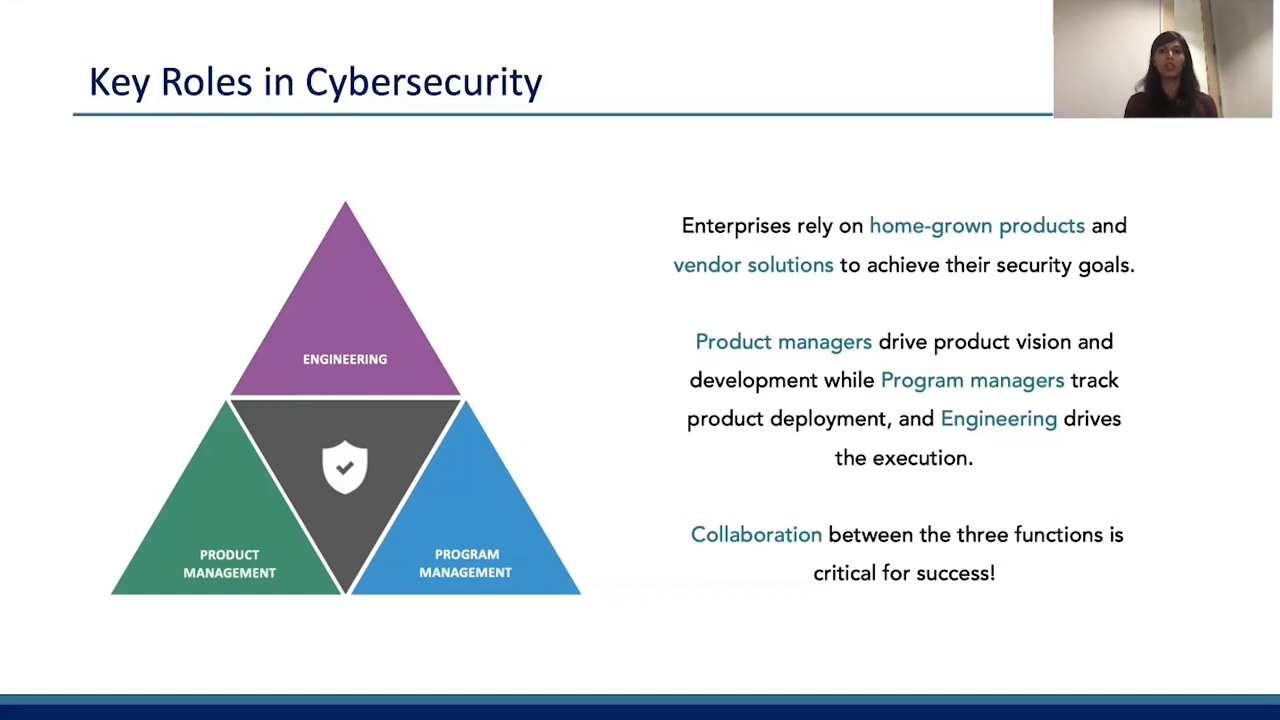 Key Roles in Cybersecurity
ENGINEERING
PRODUCT
MANAGEMENT
PROGRAM
MANAGEMENT
Enterprises rely on home-grown products and
vendor solutions to achieve their security goals.
Product managers drive product vision and
development while Program managers track
product deployment, and Engineering drives
the execution.
Collaboration between the three functions is
critical for success!